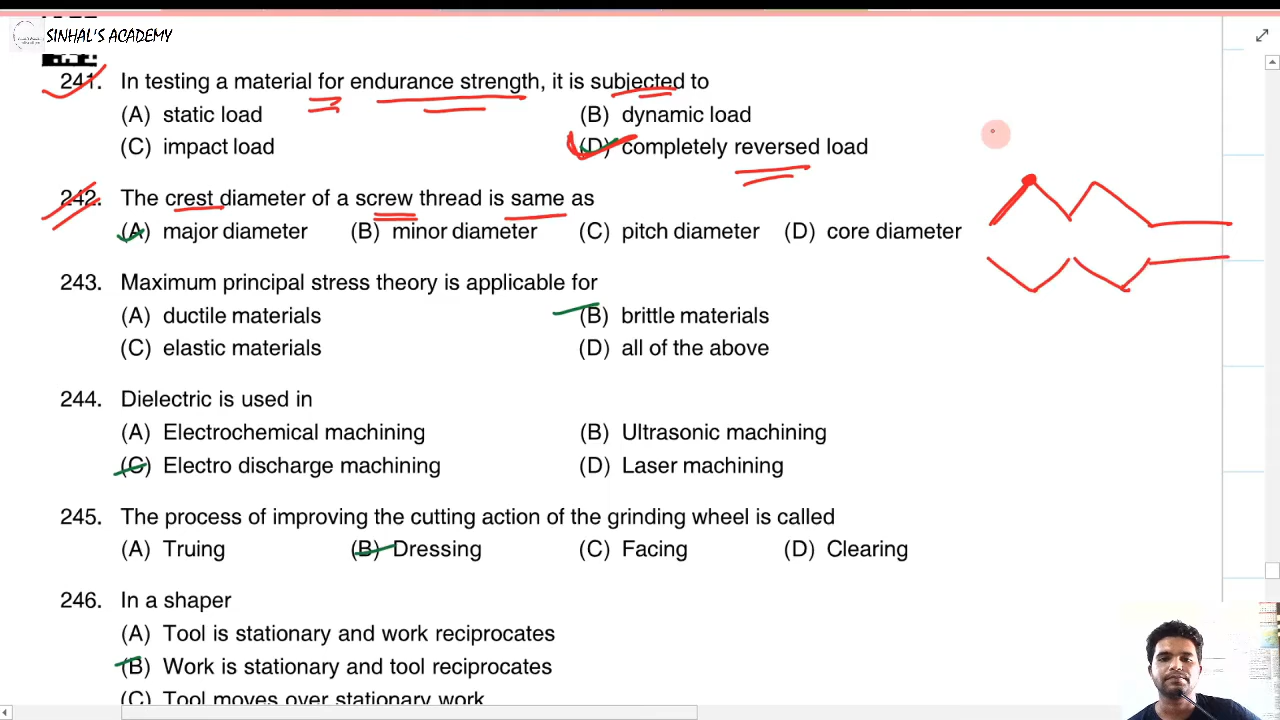 SINHAL'S ACADEMY
241. In testing a material for endurance strength, it is subjected to
(A) static load (B) dynamic load
(C) impact load (D) completely reversed load
242. The crest diameter of a screw thread is same as
(A) major diameter (B) minor diameter (C) pitch diameter (D) core diameter
243. Maximum principal stress theory is applicable for
(A) ductile materials (B) brittle materials
(C) elastic materials (D) all of the above
244. Dielectric is used in
(A) Electrochemical machining (B) Ultrasonic machining
(C) Electro discharge machining (D) Laser machining
245. The process of improving the cutting action of the grinding wheel is called
(A) Truing (B) Dressing (C) Facing (D) Clearing
246. In a shaper
(A) Tool is stationary and work reciprocates
(B) Work is stationary and tool reciprocates
(C) Tool moves over stationary work